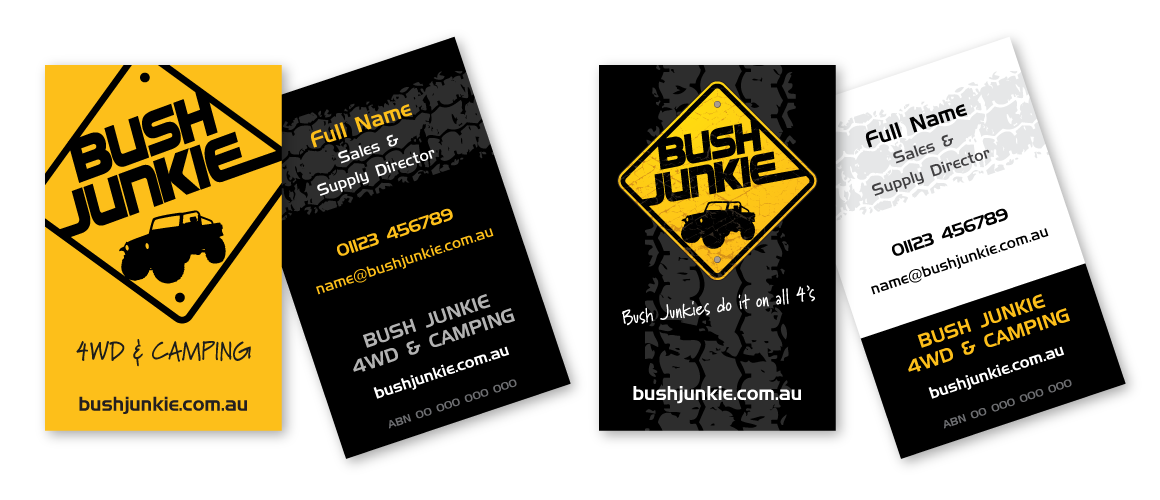 BUSH
JUNKIE
4WD & CAMPING
bushjunkie.com.au
Full Name
Sales &
Supply Director
01123 456789
name@bushjunkie.com.au
BUSH JUNKIE
4WD & CAMPING
bushjunkie.com.au
ABN 00 000 000 000
BUSH
JUNKIE
Bush Junkies do it on all 4's
bushjunkie.com.au
Full Name
Sales &
Supply Director
01123 456789
name@bushjunkie.com.au
BUSH JUNKIE
4WD & CAMPING
bushjunkie.com.au
ABN 00 000 000 000